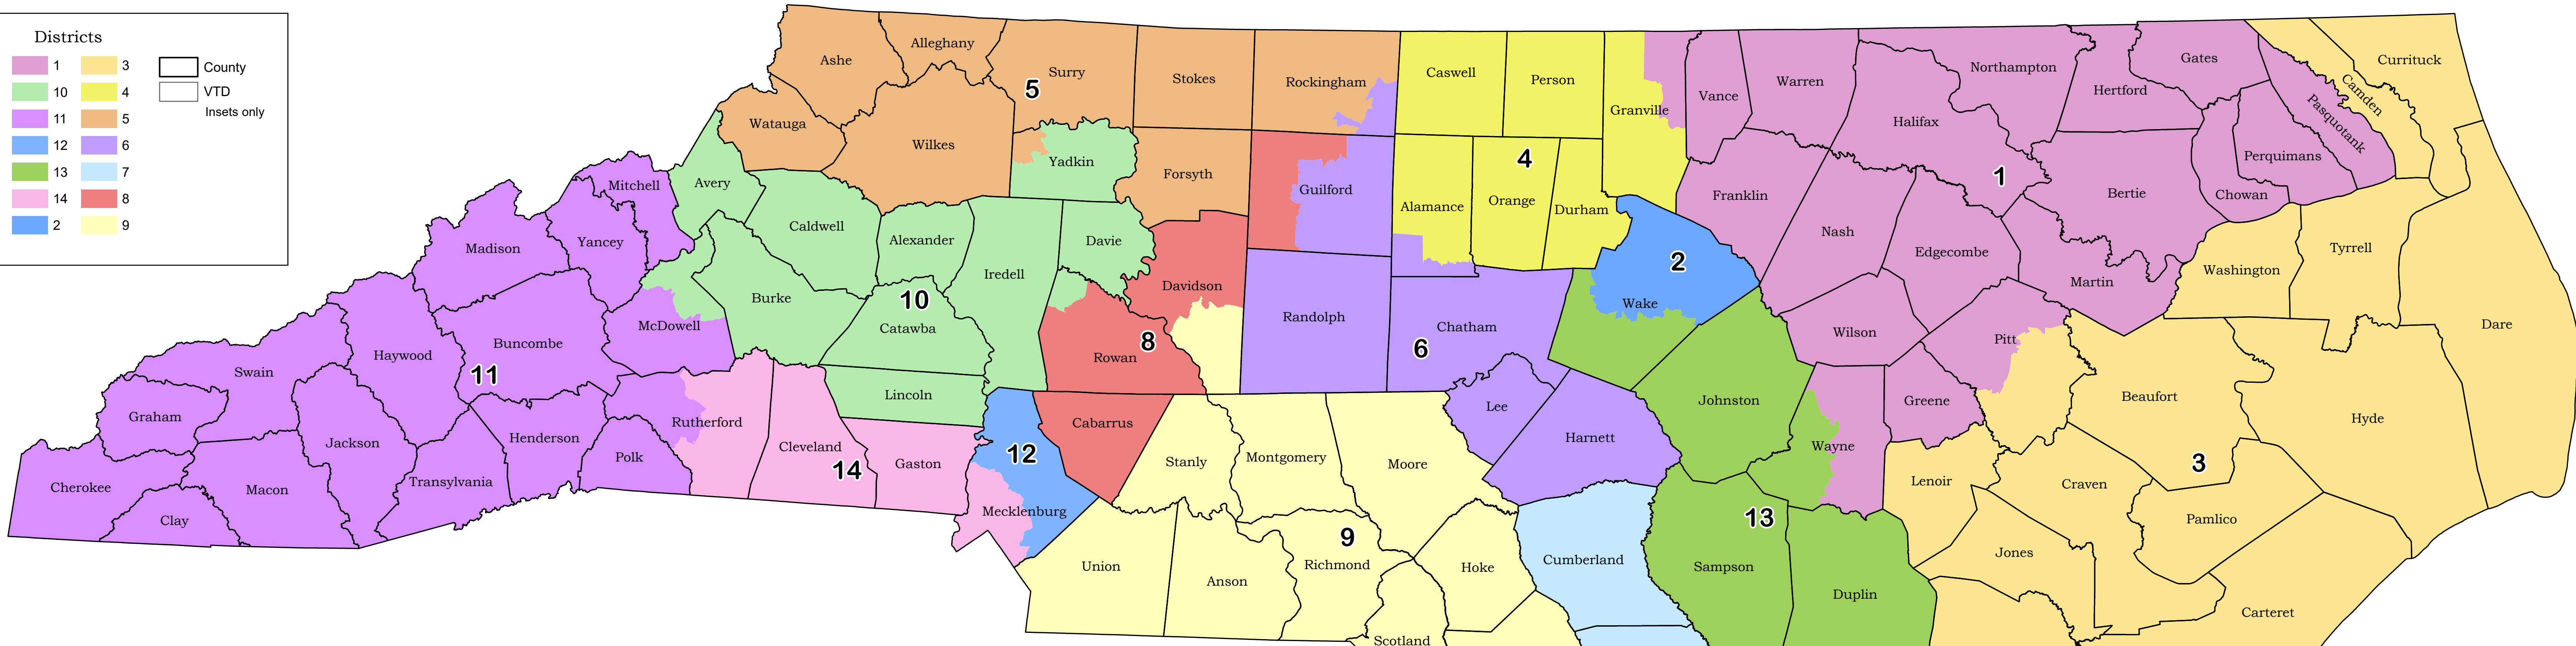 Districts
1 3 County
10 4 VTD
11 5 Insets only
12 6
13 7
14 8
2 9
Ashe
Alleghany
Surry
5
Stokes
Rockingham
Caswell
Person
Granville
Vance
Warren
Northampton
Halifax
Hertford
Gates
Camden
Currituck
Pasquotank
Perquimans
Chowan
Bertie
1
Watauga
Wilkes
Yadkin
Forsyth
Guilford
Alamance
4
Orange
Durham
Franklin
Nash
Edgecombe
Martin
Washington
Tyrrell
Dare
Mitchell
Avery
Caldwell
Alexander
Iredell
Davie
Davidson
Randolph
Chatham
6
2
Wake
Wilson
Pitt
Madison
Yancey
McDowell
Burke
10
Catawba
Rowan
8
Swain
Haywood
Buncombe
11
Lincoln
Cabarrus
Lee
Harnett
Johnston
Wayne
Greene
Beaufort
3
Hyde
Graham
Jackson
Henderson
Polk
Rutherford
Cleveland
14
Gaston
12
Mecklenburg
Stanly
Montgomery
Moore
Lenoir
Craven
Pamlico
Cherokee
Clay
Macon
Transylvania
Union
Anson
9
Richmond
Scotland
Hoke
Cumberland
13
Sampson
Duplin
Jones
Carteret